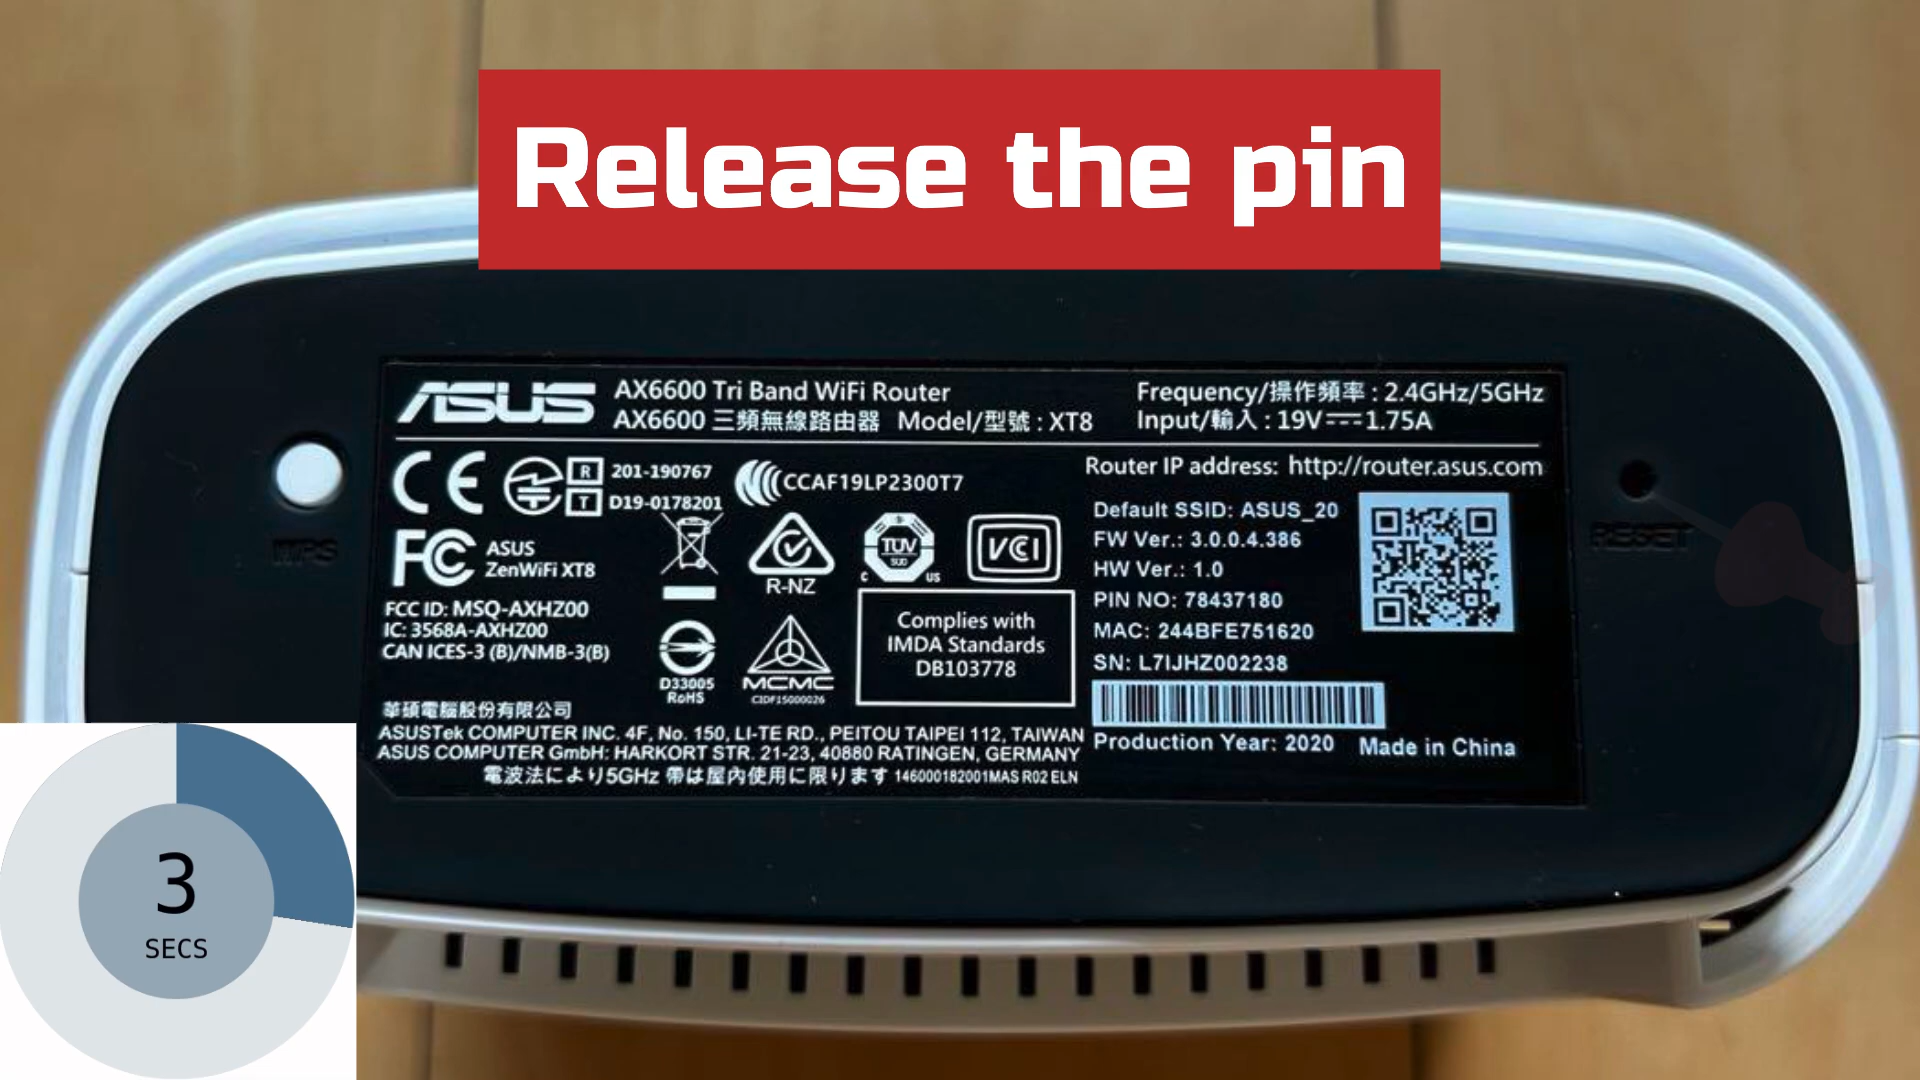 Release the pin
ASUS
AX6600 Tri Band WiFi Router
AX6600 三頻無線路由器 Model/型號 : XT8
Frequency/操作頻率 : 2.4GHz/5GHz
Input/輸入 : 19V⎓1.75A
Router IP address: http://router.asus.com
CE
R 201-190767
T D19-0178201
CCAF19LP2300T7
FC
ASUS
ZenWiFi XT8
R-NZ
TÜV
SÜD
C US
VCCI
FCC ID: MSQ-AXHZ00
IC: 3568A-AXHZ00
CAN ICES-3 (B)/NMB-3(B)
D33005
RoHS
MCMC
CIDF15000026
Complies with
IMDA Standards
DB103778
Default SSID: ASUS_20
FW Ver.: 3.0.0.4.386
HW Ver.: 1.0
PIN NO: 78437180
MAC: 244BFE751620
SN: L7IJHZ002238
Production Year: 2020 Made in China
華碩電腦股份有限公司
ASUSTek COMPUTER INC. 4F, No. 150, LI-TE RD., PEITOU TAIPEI 112, TAIWAN
ASUS COMPUTER GmbH: HARKORT STR. 21-23, 40880 RATINGEN, GERMANY
電波法により5GHz 帯は屋内使用に限ります 146000182001MAS R02 ELN
WPS
RESET
3
SECS